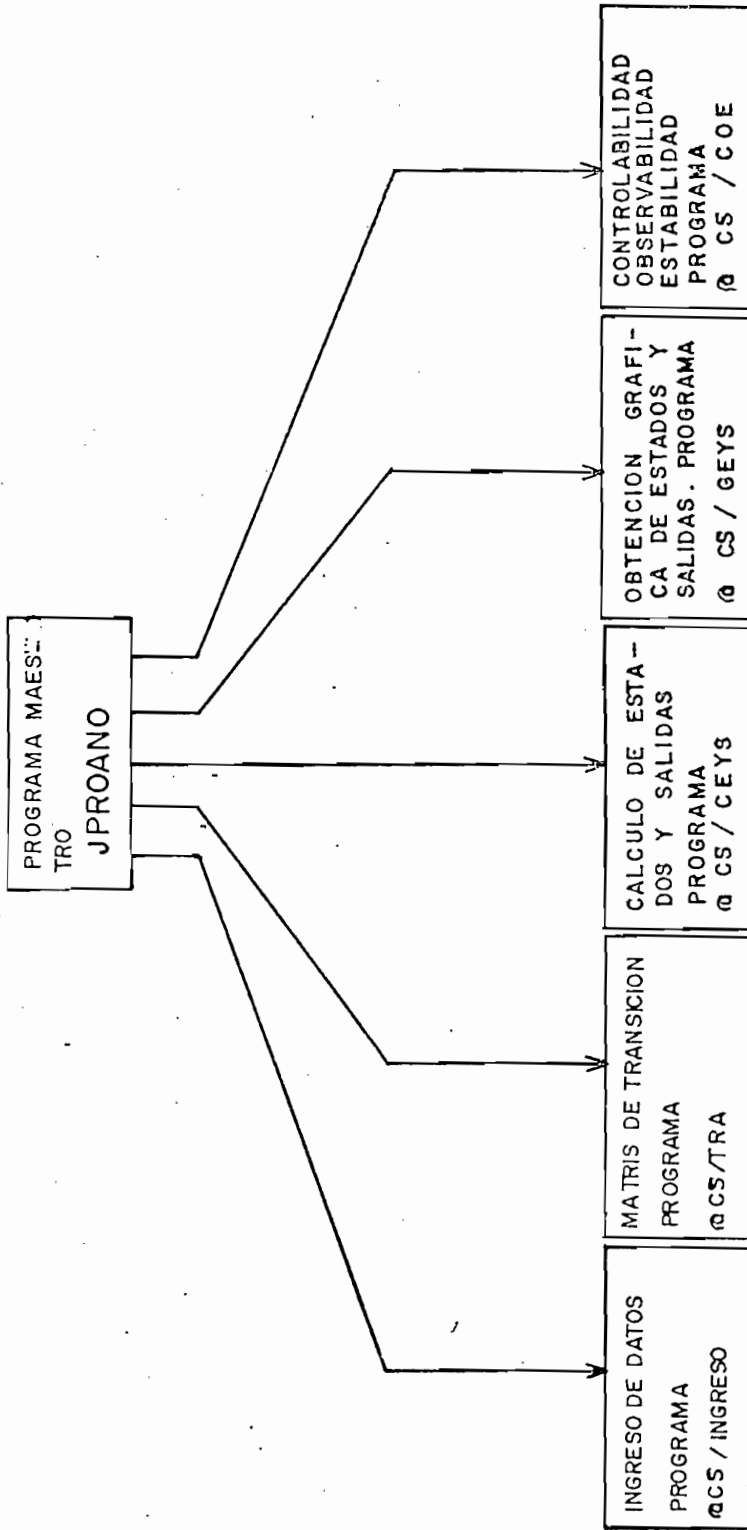 PROGRAMA MAES-
TRO
JPROANO
INGRESO DE DATOS
PROGRAMA
@CS/INGRESO
MATRIS DE TRANSICION
PROGRAMA
@CS/TRA
CALCULO DE ESTA-
DOS Y SALIDAS
PROGRAMA
@ CS/CEYS
OBTENCION GRAFI-
CA DE ESTADOS Y
SALIDAS. PROGRAMA
@ CS / GEYS
CONTROLABILIDAD
OBSERVABILIDAD
ESTABILIDAD
PROGRAMA
@ CS / COE